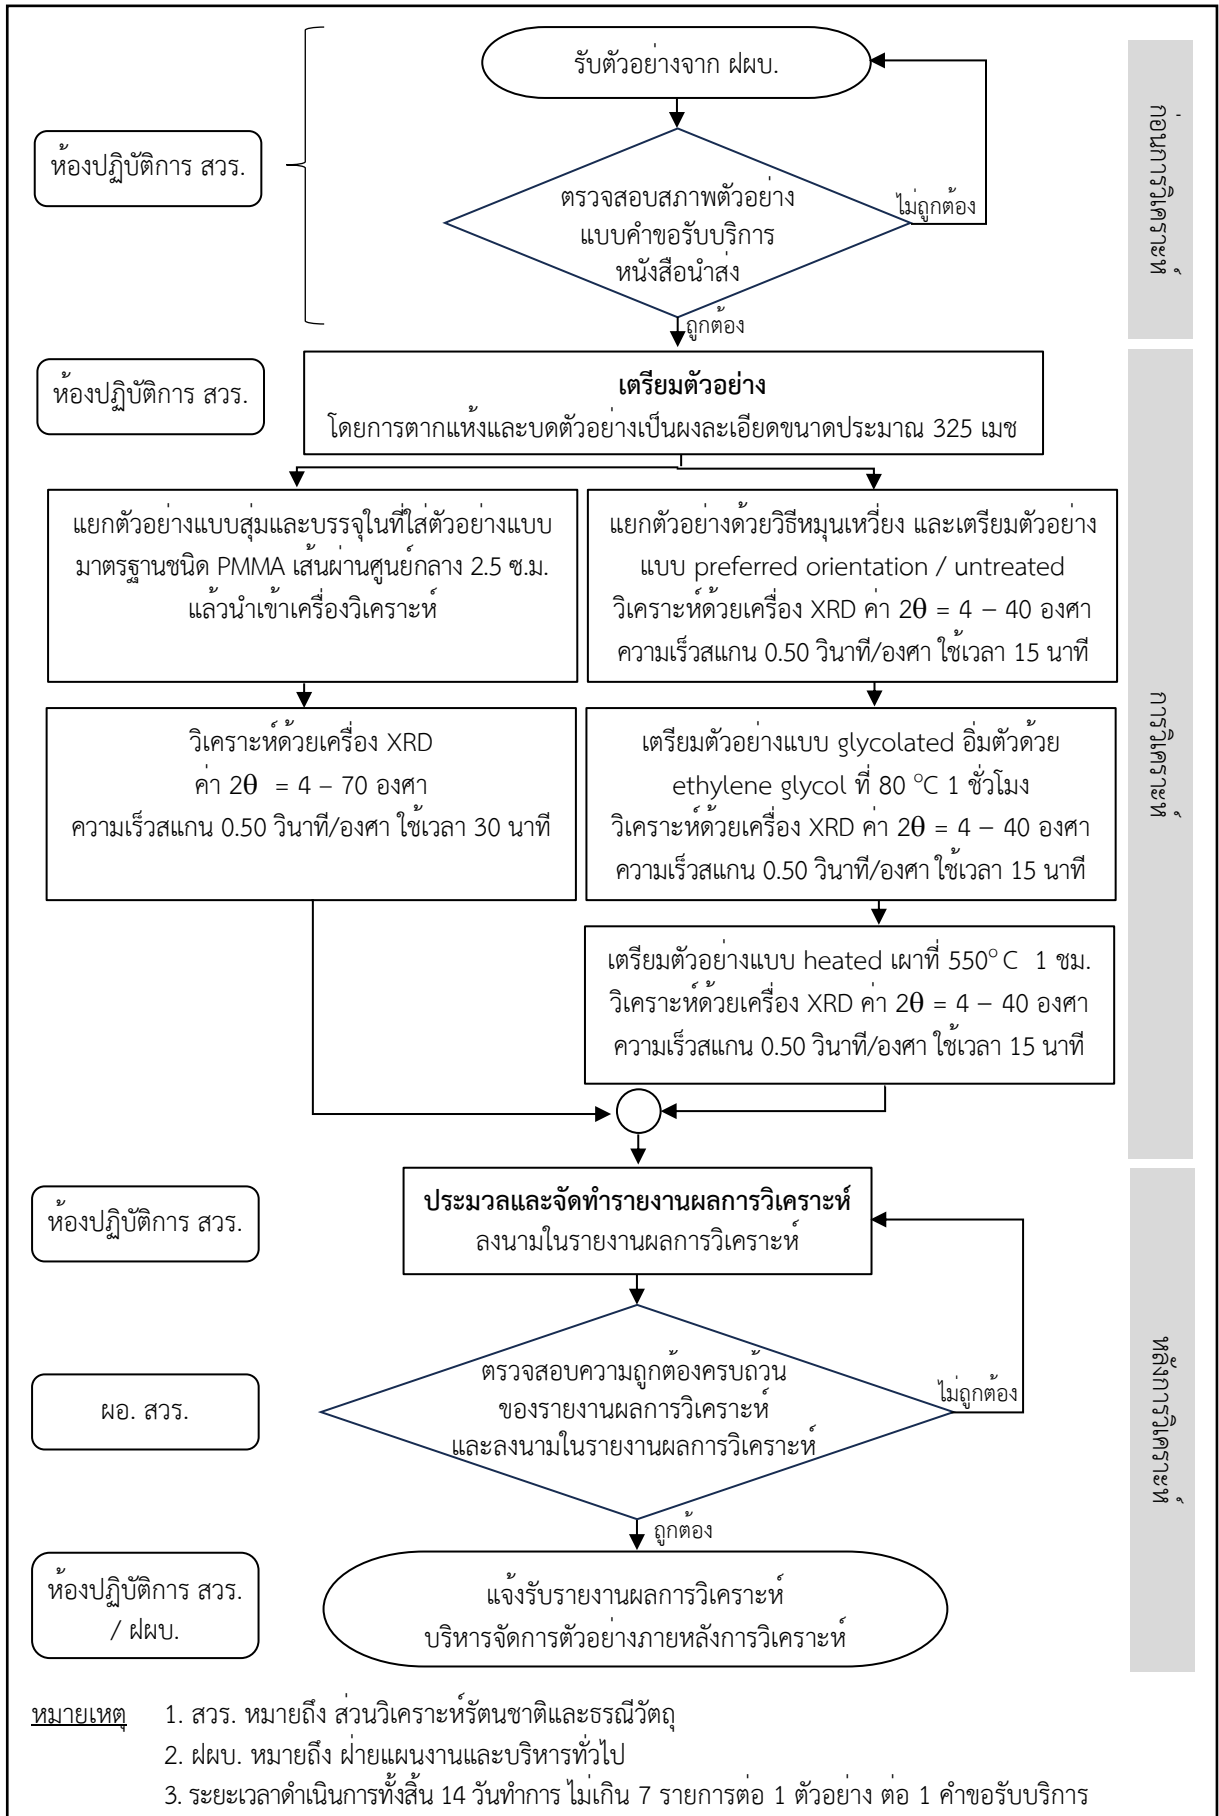 รับตัวอย่างจาก ฝผบ.
ก่อนการวิเคราะห์
ห้องปฏิบัติการ สวร.
ตรวจสอบสภาพตัวอย่าง
แบบคำขอรับบริการ
หนังสือนำส่ง
ไม่ถูกต้อง
ถูกต้อง
ห้องปฏิบัติการ สวร.
เตรียมตัวอย่าง
โดยการตากแห้งและบดตัวอย่างเป็นผงละเอียดขนาดประมาณ 325 เมช
การวิเคราะห์
แยกตัวอย่างแบบสุ่มและบรรจุในที่ใส่ตัวอย่างแบบ
มาตรฐานชนิด PMMA เส้นผ่านศูนย์กลาง 2.5 ซ.ม.
แล้วนำเข้าเครื่องวิเคราะห์
แยกตัวอย่างด้วยวิธีหมุนเหวี่ยง และเตรียมตัวอย่าง
แบบ preferred orientation / untreated
วิเคราะห์ด้วยเครื่อง XRD ค่า 2θ = 4 – 40 องศา
ความเร็วสแกน 0.50 วินาที/องศา ใช้เวลา 15 นาที
วิเคราะห์ด้วยเครื่อง XRD
ค่า 2θ = 4 – 70 องศา
ความเร็วสแกน 0.50 วินาที/องศา ใช้เวลา 30 นาที
เตรียมตัวอย่างแบบ glycolated อิ่มตัวด้วย
ethylene glycol ที่ 80 °C 1 ชั่วโมง
วิเคราะห์ด้วยเครื่อง XRD ค่า 2θ = 4 – 40 องศา
ความเร็วสแกน 0.50 วินาที/องศา ใช้เวลา 15 นาที
เตรียมตัวอย่างแบบ heated เผาที่ 550° C 1 ชม.
วิเคราะห์ด้วยเครื่อง XRD ค่า 2θ = 4 – 40 องศา
ความเร็วสแกน 0.50 วินาที/องศา ใช้เวลา 15 นาที
ห้องปฏิบัติการ สวร.
ประมวลและจัดทำรายงานผลการวิเคราะห์
ลงนามในรายงานผลการวิเคราะห์
หลังการวิเคราะห์
ผอ. สวร.
ตรวจสอบความถูกต้องครบถ้วน
ของรายงานผลการวิเคราะห์
และลงนามในรายงานผลการวิเคราะห์
ไม่ถูกต้อง
ถูกต้อง
ห้องปฏิบัติการ สวร.
/ ฝผบ.
แจ้งรับรายงานผลการวิเคราะห์
บริหารจัดการตัวอย่างภายหลังการวิเคราะห์
หมายเหตุ 1. สวร. หมายถึง ส่วนวิเคราะห์รัตนชาติและธรณีวัตถุ
2. ฝผบ. หมายถึง ฝ่ายแผนงานและบริหารทั่วไป
3. ระยะเวลาดำเนินการทั้งสิ้น 14 วันทำการ ไม่เกิน 7 รายการต่อ 1 ตัวอย่าง ต่อ 1 คำขอรับบริการ